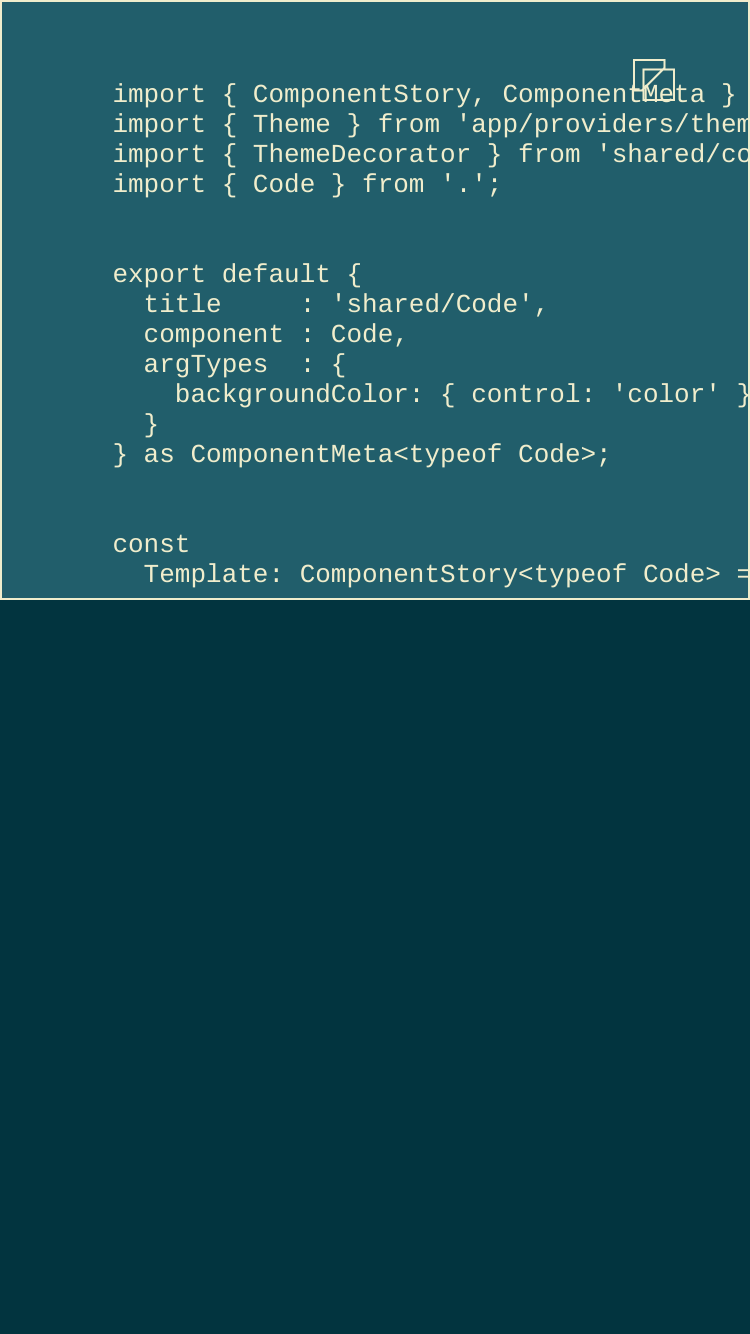 import { ComponentStory, ComponentMeta }
import { Theme } from 'app/providers/them
import { ThemeDecorator } from 'shared/co
import { Code } from '.';
export default {
  title     : 'shared/Code',
  component : Code,
  argTypes  : {
    backgroundColor: { control: 'color' }
  }
} as ComponentMeta<typeof Code>;
const
  Template: ComponentStory<typeof Code> =